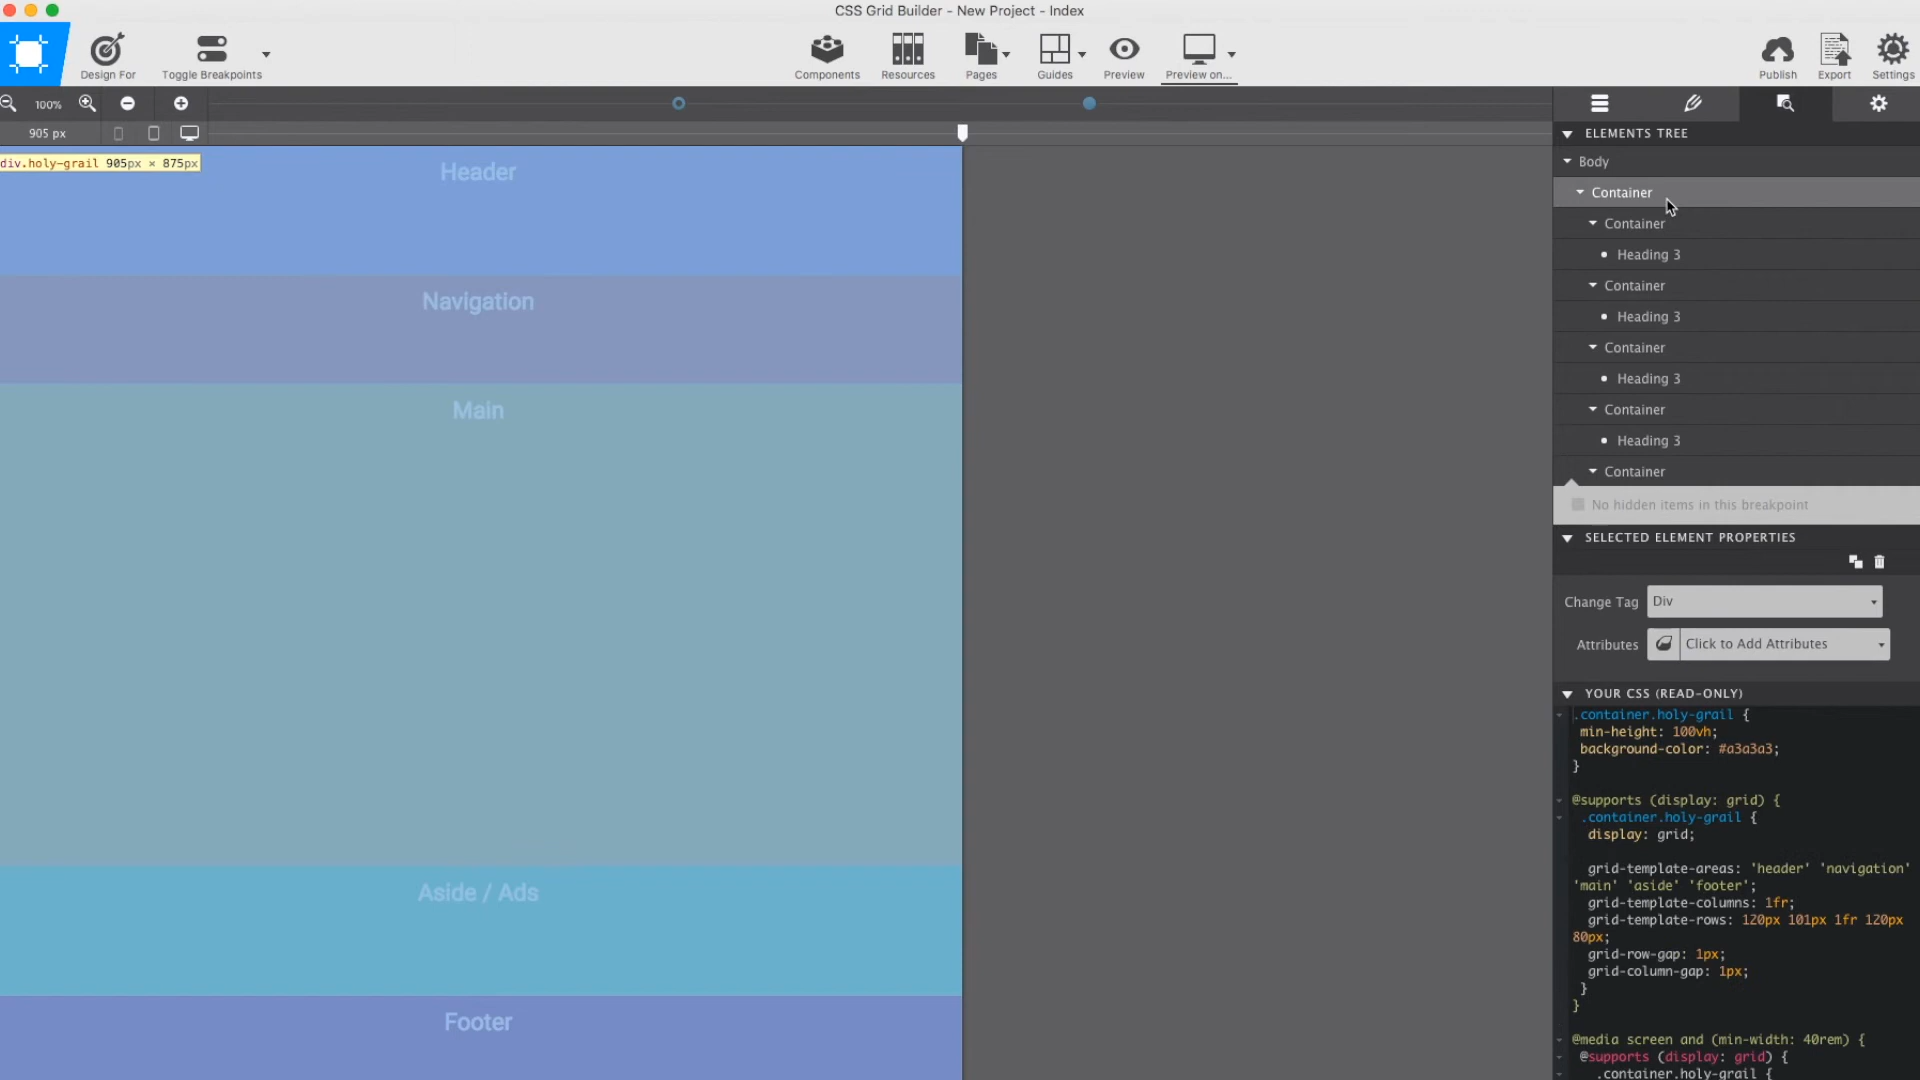 CSS Grid Builder - New Project - Index
Design For
Toggle Breakpoints
Components
Resources
Pages
Guides
Preview
Preview on...
Publish
Export
Settings
100%
905 px
div.holy-grail 905px × 875px
Header
Navigation
Main
Aside / Ads
Footer
ELEMENTS TREE
Body
Container
Container
Heading 3
Container
Heading 3
Container
Heading 3
Container
Heading 3
Container
No hidden items in this breakpoint
SELECTED ELEMENT PROPERTIES
Change Tag
Div
Attributes
Click to Add Attributes
YOUR CSS (READ-ONLY)
.container.holy-grail {
min-height: 100vh;
background-color: #a3a3a3;
}
@supports (display: grid) {
.container.holy-grail {
display: grid;
grid-template-areas: 'header' 'navigation'
'main' 'aside' 'footer';
grid-template-columns: 1fr;
grid-template-rows: 120px 101px 1fr 120px
80px;
grid-row-gap: 1px;
grid-column-gap: 1px;
}
}
@media screen and (min-width: 40rem) {
@supports (display: grid) {
.container.holy-grail {